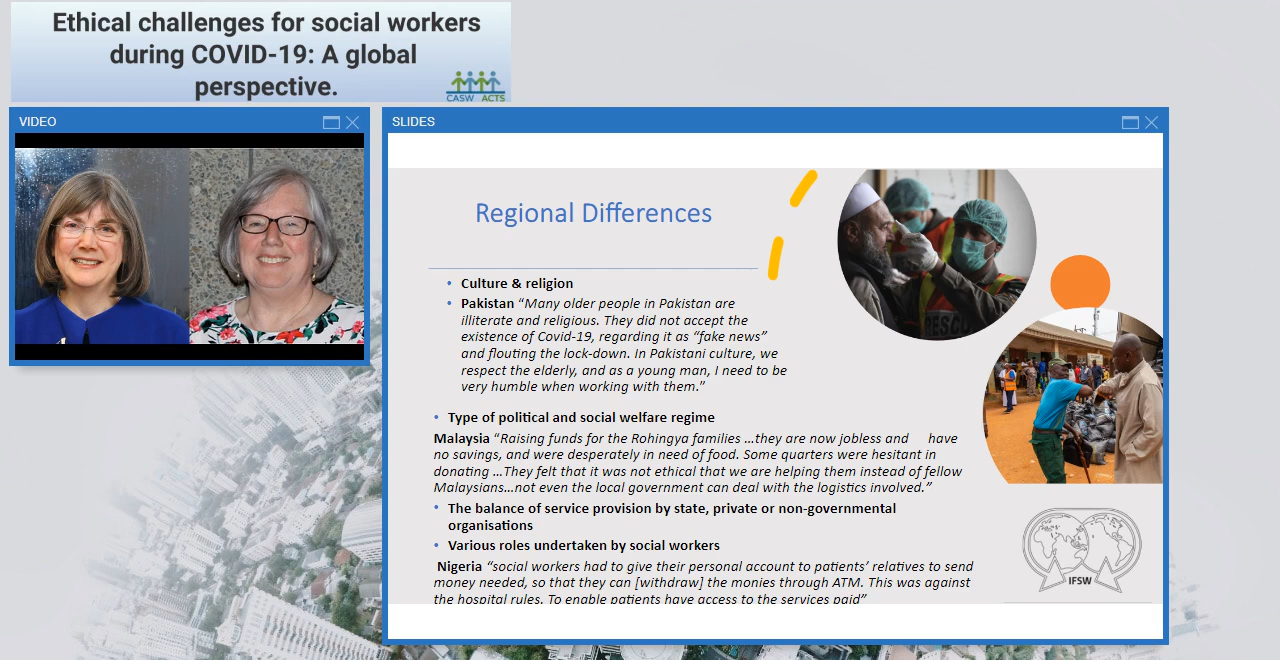 Ethical challenges for social workers
during COVID-19: A global
perspective.
CASW ACTS
VIDEO
SLIDES
Regional Differences
• Culture & religion
• Pakistan “Many older people in Pakistan are
illiterate and religious. They did not accept the
existence of Covid-19, regarding it as “fake news”
and flouting the lock-down. In Pakistani culture, we
respect the elderly, and as a young man, I need to be
very humble when working with them.”
• Type of political and social welfare regime
Malaysia “Raising funds for the Rohingya families …they are now jobless and have
no savings, and were desperately in need of food. Some quarters were hesitant in
donating …They felt that it was not ethical that we are helping them instead of fellow
Malaysians…not even the local government can deal with the logistics involved.”
• The balance of service provision by state, private or non-governmental
organisations
• Various roles undertaken by social workers
Nigeria “social workers had to give their personal account to patients’ relatives to send
money needed, so that they can [withdraw] the monies through ATM. This was against
the hospital rules. To enable patients have access to the services paid”
RESCU
IFSW